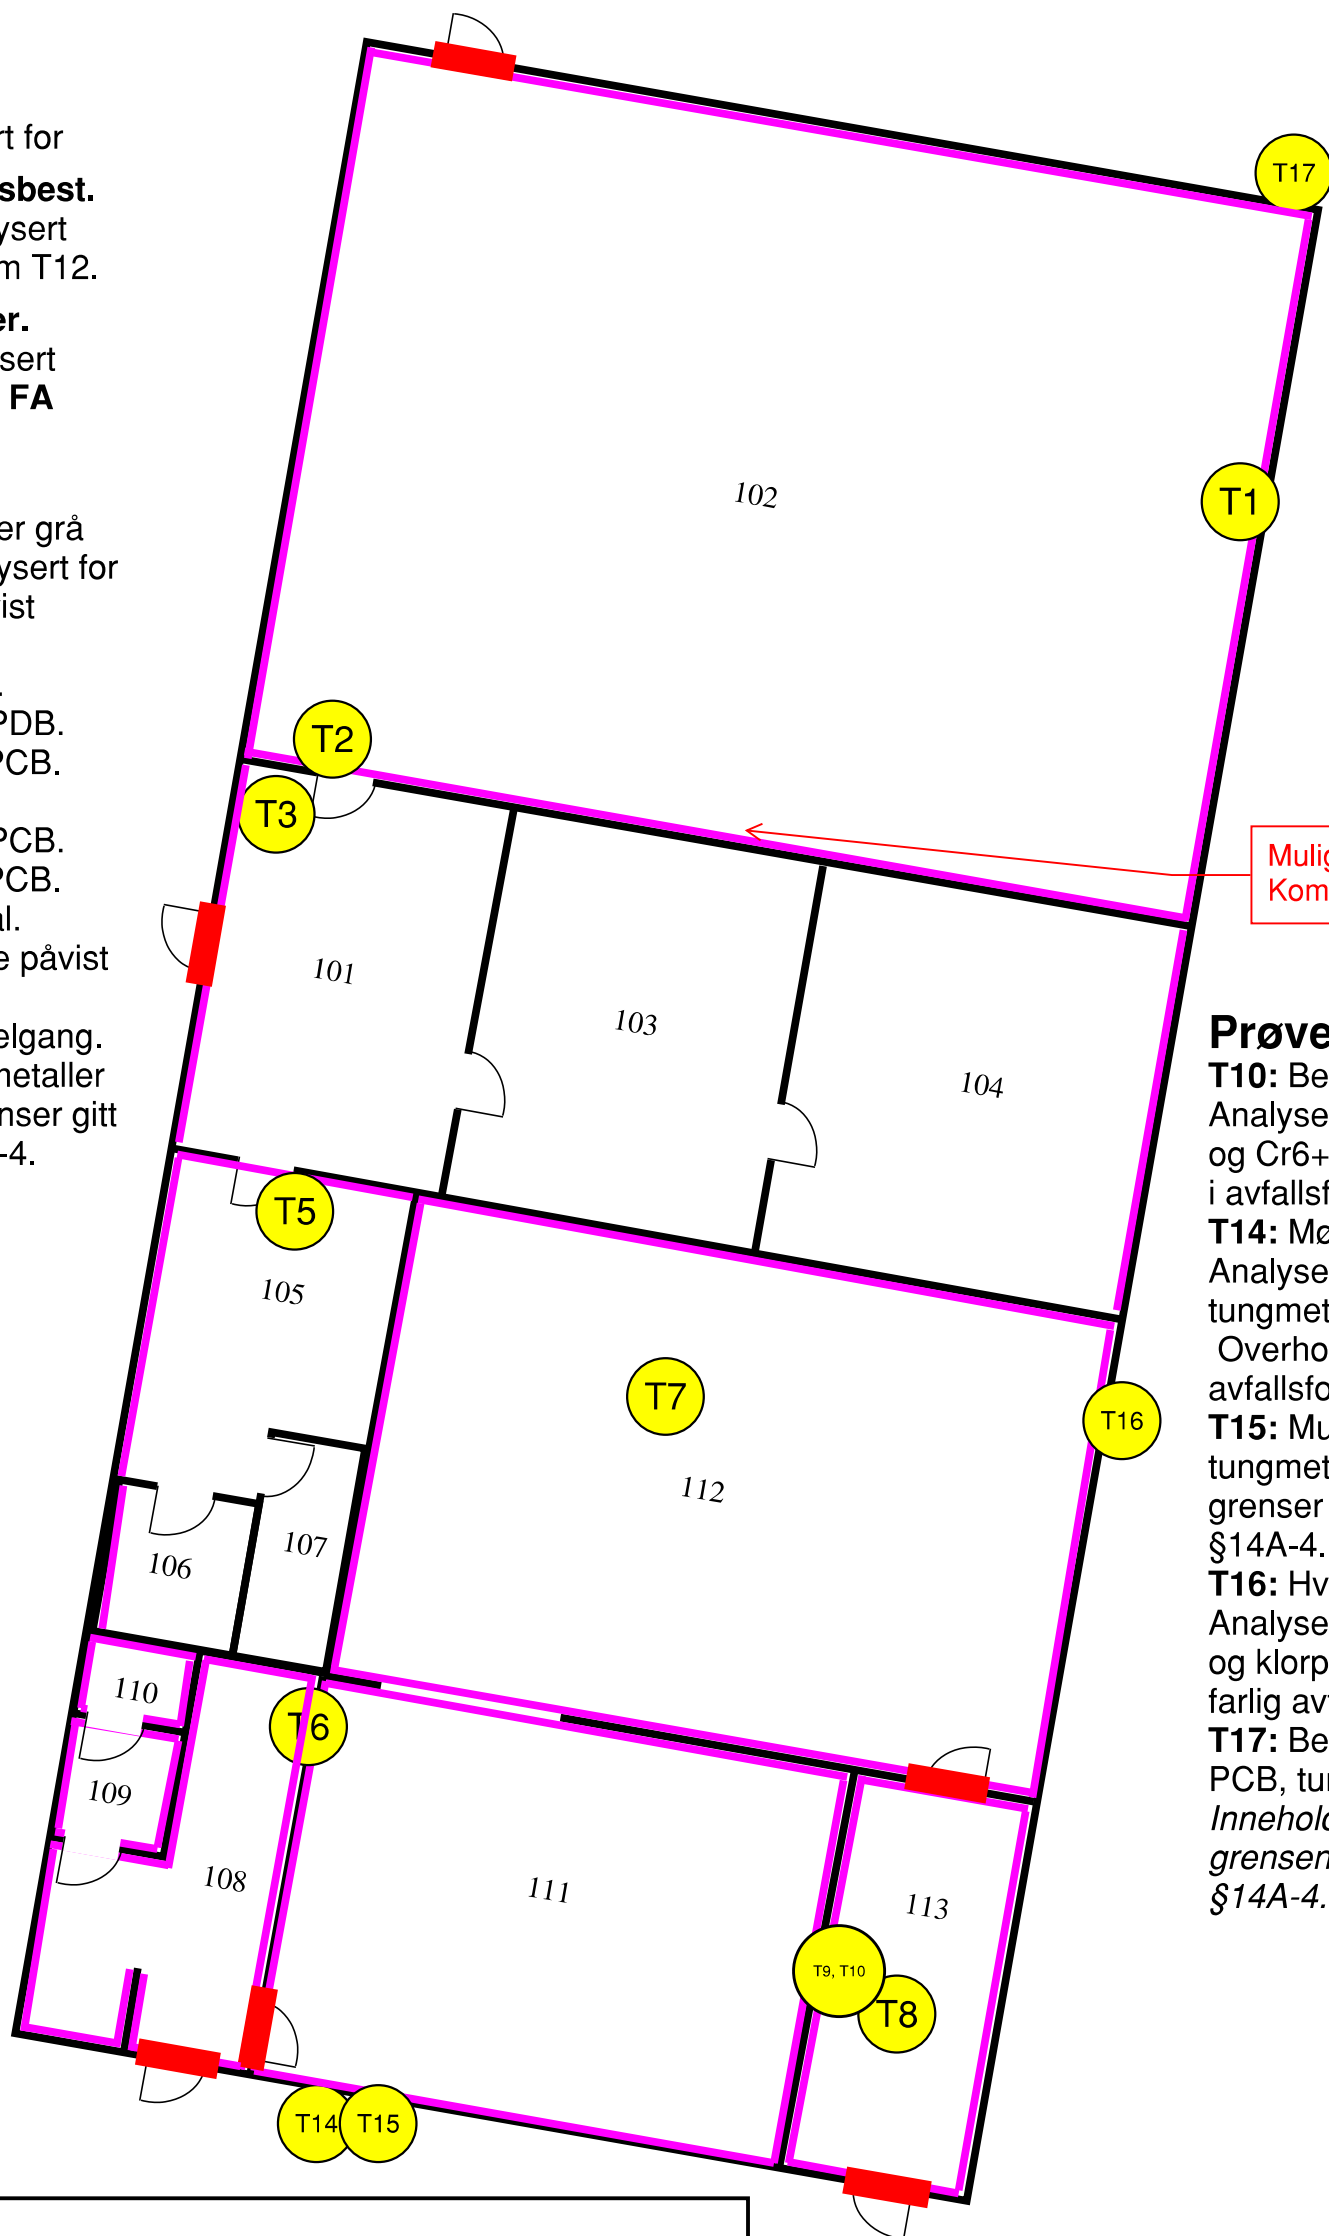 rt for
sbest.
ysert
m T12.
er.
sert
FA
er grå
ysert for
ist
.
PDB.
PCB.
PCB.
PCB.
al.
e påvist
elgang.
netaller
nser gitt
-4.
T17
102
T1
T2
T3
Mulig
Kom
101
103
104
T5
105
T7
112
T16
106
107
110
T6
109
108
111
113
T9, T10
T8
T14
T15
Prøve
T10: Be
Analyse
og Cr6+
i avfallsf
T14: Mø
Analyse
tungmet
Overho
avfallsfo
T15: Mu
tungmet
grenser
§14A-4.
T16: Hv
Analyse
og klorp
farlig av
T17: Be
PCB, tur
Innehold
grensen
§14A-4.